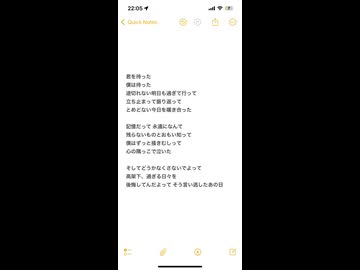 22:05
Quick Notes
君を待った
僕は待った
途切れない明日も過ぎて行って
立ち止まって振り返って
とめどない今日を嘆き合った
記憶だって 永遠になんて
残らないものとおもい知って
僕はずっと掻きむしって
心の隅っこで泣いた
そしてどうかなくさないでよって
高架下、過ぎる日々を
後悔してんだよって そう言い逃したあの日